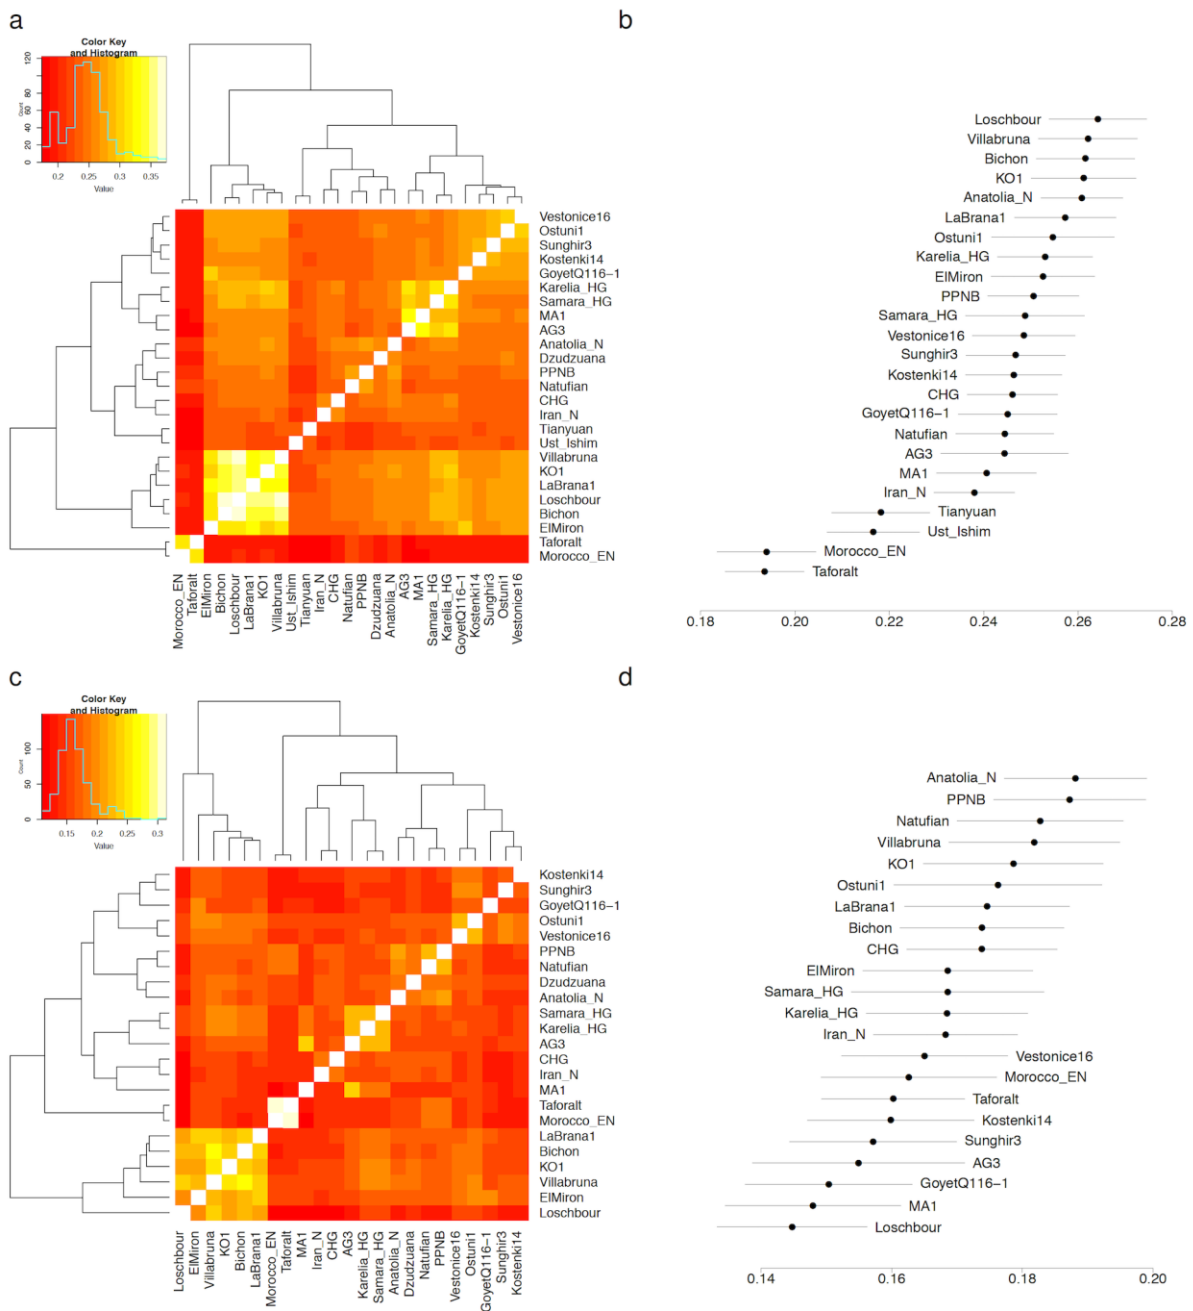 a
Color Key
and Histogram
Count
0 20 40 60 80 120
0.2 0.25 0.3 0.35
Value
Vestonice16
Ostuni1
Sunghir3
Kostenki14
GoyetQ116-1
Karelia_HG
Samara_HG
MA1
AG3
Anatolia_N
Dzudzuana
PPNB
Natufian
CHG
Iran_N
Tianyuan
Ust_Ishim
Villabruna
KO1
LaBrana1
Loschbour
Bichon
ElMiron
Taforalt
Morocco_EN
Morocco_EN
Taforalt
ElMiron
Bichon
Loschbour
LaBrana1
KO1
Villabruna
Ust_Ishim
Tianyuan
Iran_N
CHG
Natufian
PPNB
Dzudzuana
Anatolia_N
AG3
MA1
Samara_HG
Karelia_HG
GoyetQ116-1
Kostenki14
Sunghir3
Ostuni1
Vestonice16
b
Loschbour
Villabruna
Bichon
KO1
Anatolia_N
LaBrana1
Ostuni1
Karelia_HG
ElMiron
PPNB
Samara_HG
Vestonice16
Sunghir3
Kostenki14
CHG
GoyetQ116-1
Natufian
AG3
MA1
Iran_N
Tianyuan
Ust_Ishim
Morocco_EN
Taforalt
0.18 0.20 0.22 0.24 0.26 0.28
c
Color Key
and Histogram
Count
0 50 100
0.15 0.2 0.25 0.3
Value
Kostenki14
Sunghir3
GoyetQ116-1
Ostuni1
Vestonice16
PPNB
Natufian
Dzudzuana
Anatolia_N
Samara_HG
Karelia_HG
AG3
CHG
Iran_N
MA1
Taforalt
Morocco_EN
LaBrana1
Bichon
KO1
Villabruna
ElMiron
Loschbour
Loschbour
ElMiron
Villabruna
KO1
Bichon
LaBrana1
Morocco_EN
Taforalt
MA1
Iran_N
CHG
AG3
Karelia_HG
Samara_HG
Anatolia_N
Dzudzuana
Natufian
PPNB
Vestonice16
Ostuni1
GoyetQ116-1
Sunghir3
Kostenki14
d
Anatolia_N
PPNB
Natufian
Villabruna
KO1
Ostuni1
LaBrana1
Bichon
CHG
ElMiron
Samara_HG
Karelia_HG
Iran_N
Vestonice16
Morocco_EN
Taforalt
Kostenki14
Sunghir3
AG3
GoyetQ116-1
MA1
Loschbour
0.14 0.16 0.18 0.20